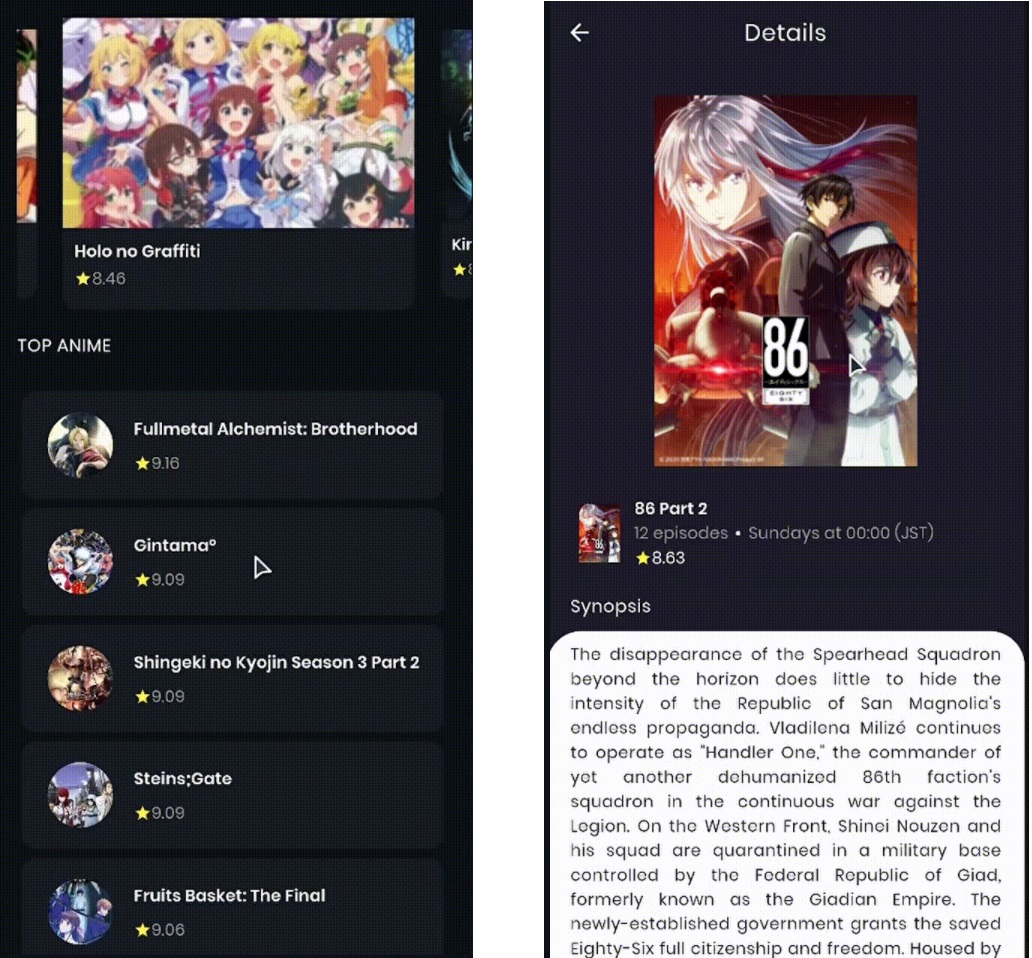 Holo no Graffiti
8.46
Kir
TOP ANIME
Fullmetal Alchemist: Brotherhood
9.16
Gintama°
9.09
Shingeki no Kyojin Season 3 Part 2
9.09
Steins;Gate
9.09
Fruits Basket: The Final
9.06
Details
86
EIGHTY
SIX
86 Part 2
12 episodes • Sundays at 00:00 (JST)
8.63
Synopsis
The disappearance of the Spearhead Squadron
beyond the horizon does little to hide the
intensity of the Republic of San Magnolia's
endless propaganda. Vladilena Milizé continues
to operate as "Handler One," the commander of
yet another dehumanized 86th faction's
squadron in the continuous war against the
Legion. On the Western Front, Shinei Nouzen and
his squad are quarantined in a military base
controlled by the Federal Republic of Giad,
formerly known as the Giadian Empire. The
newly-established government grants the saved
Eighty-Six full citizenship and freedom. Housed by